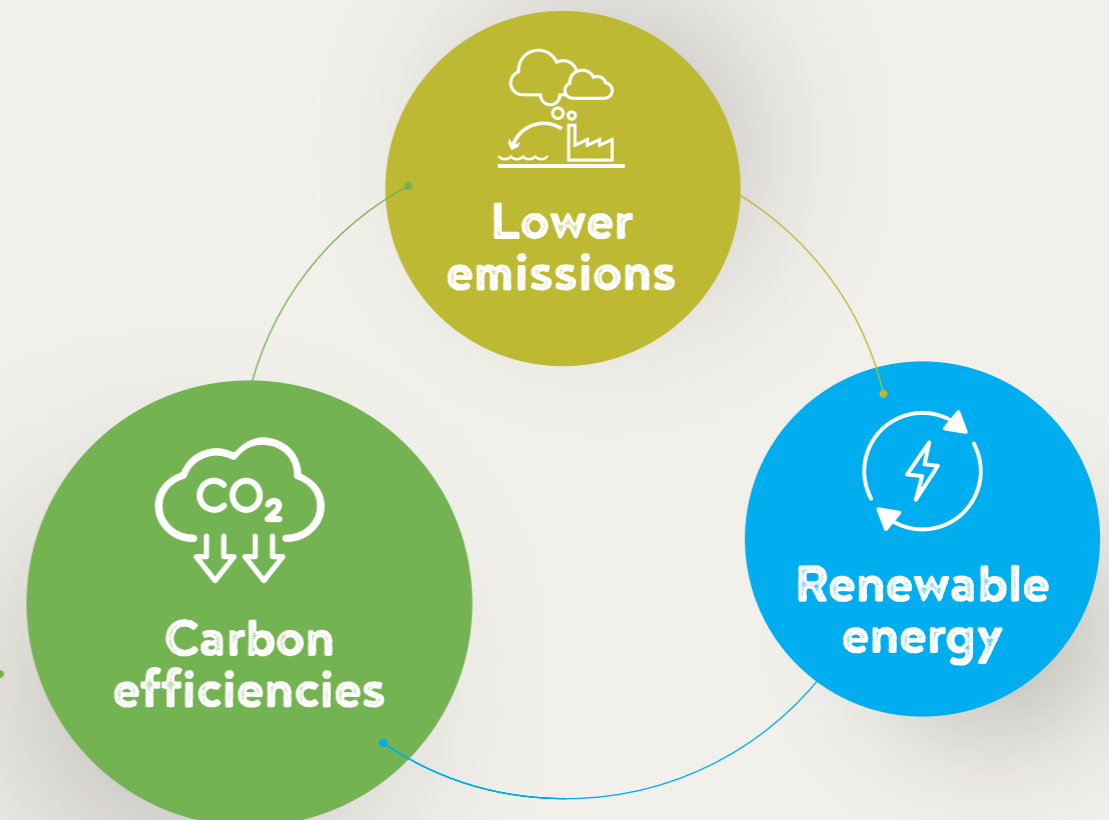 Lower
emissions
Renewable
energy
CO₂
Carbon
efficiencies